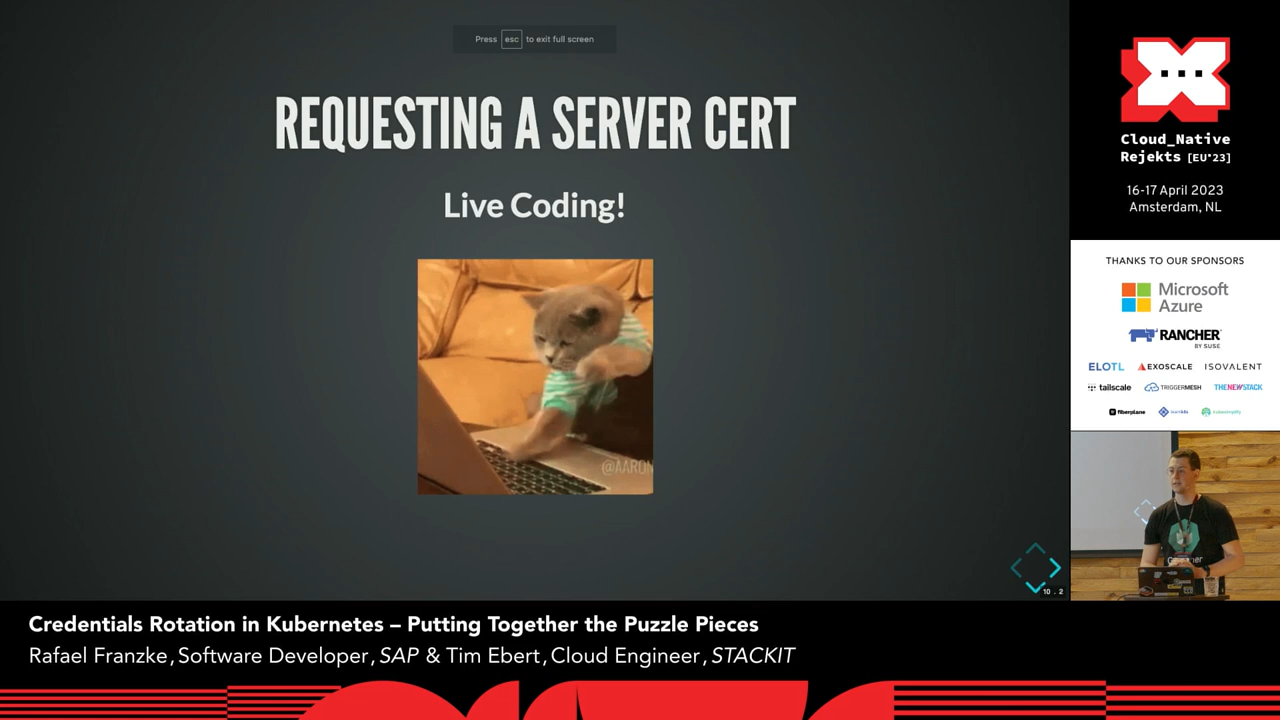 Press esc to exit full screen
REQUESTING A SERVER CERT
Live Coding!
@AARON
10.2
Cloud_Native
Rejekts [EU'23]
16-17 April 2023
Amsterdam, NL
THANKS TO OUR SPONSORS
Microsoft
Azure
RANCHER
BY SUSE
ELOTL EXOSCALE ISOVALENT
tailscale TRIGGERMESH THENEWSTACK
fiberplane kubesimplify
Credentials Rotation in Kubernetes – Putting Together the Puzzle Pieces
Rafael Franzke, Software Developer, SAP & Tim Ebert, Cloud Engineer, STACKIT